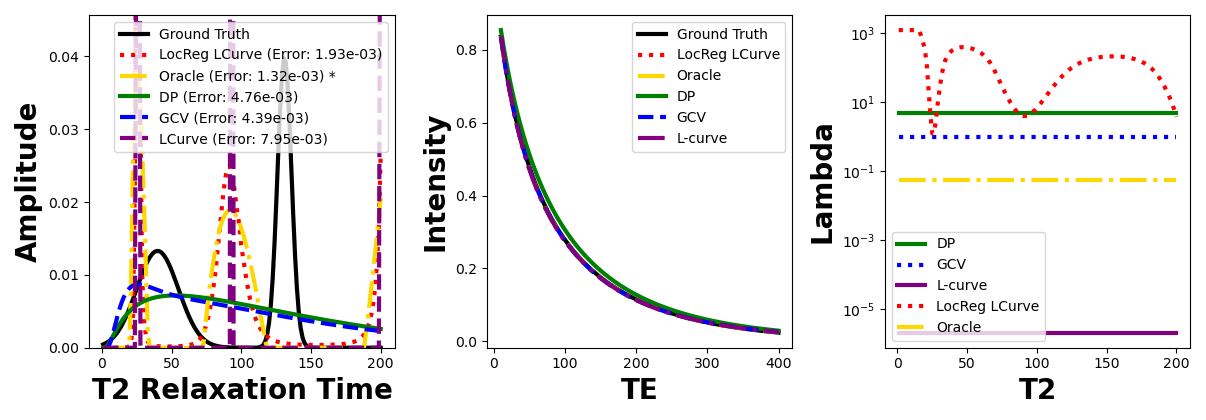 Amplitude
0.04
0.03
0.02
0.01
0.00
0 50 100 150 200
T2 Relaxation Time
Ground Truth
LocReg LCurve (Error: 1.93e-03)
Oracle (Error: 1.32e-03) *
DP (Error: 4.76e-03)
GCV (Error: 4.39e-03)
LCurve (Error: 7.95e-03)
Intensity
0.8
0.6
0.4
0.2
0.0
0 100 200 300 400
TE
Ground Truth
LocReg LCurve
Oracle
DP
GCV
L-curve
Lambda
10³
10¹
10⁻¹
10⁻³
10⁻⁵
0 50 100 150 200
T2
DP
GCV
L-curve
LocReg LCurve
Oracle